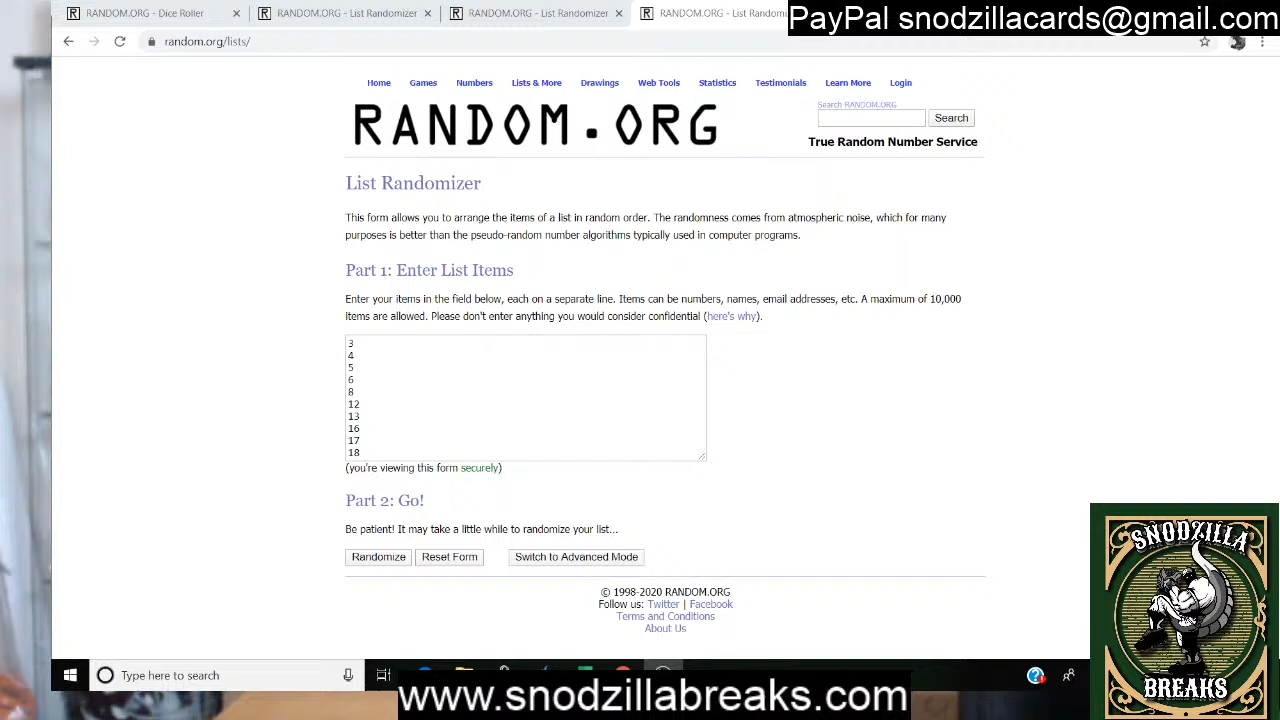 RANDOM.ORG - Dice Roller
RANDOM.ORG - List Randomizer
RANDOM.ORG - List Randomizer
RANDOM.ORG - List Random
PayPal snodzillacards@gmail.com
random.org/lists/
Home Games Numbers Lists & More Drawings Web Tools Statistics Testimonials Learn More Login
Search RANDOM.ORG
RANDOM.ORG
Search
True Random Number Service
List Randomizer
This form allows you to arrange the items of a list in random order. The randomness comes from atmospheric noise, which for many
purposes is better than the pseudo-random number algorithms typically used in computer programs.
Part 1: Enter List Items
Enter your items in the field below, each on a separate line. Items can be numbers, names, email addresses, etc. A maximum of 10,000
items are allowed. Please don't enter anything you would consider confidential (here's why).
3
4
5
6
8
12
13
16
17
18
(you're viewing this form securely)
Part 2: Go!
Be patient! It may take a little while to randomize your list...
Randomize Reset Form Switch to Advanced Mode
© 1998-2020 RANDOM.ORG
Follow us: Twitter | Facebook
Terms and Conditions
About Us
SNODZILLA
BREAKS
Type here to search
www.snodzillabreaks.com